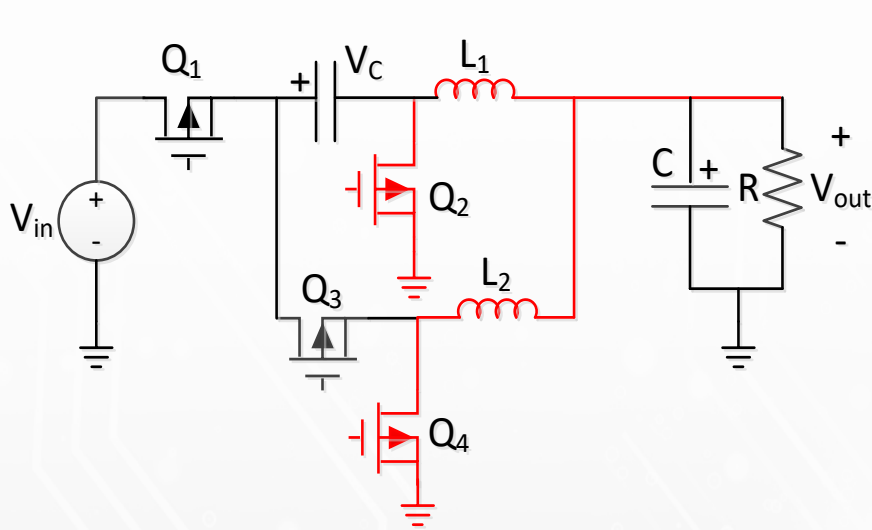 Q1
+
VC
L1
Vin
+
-
Q2
C
+
R
+
Vout
-
Q3
L2
Q4